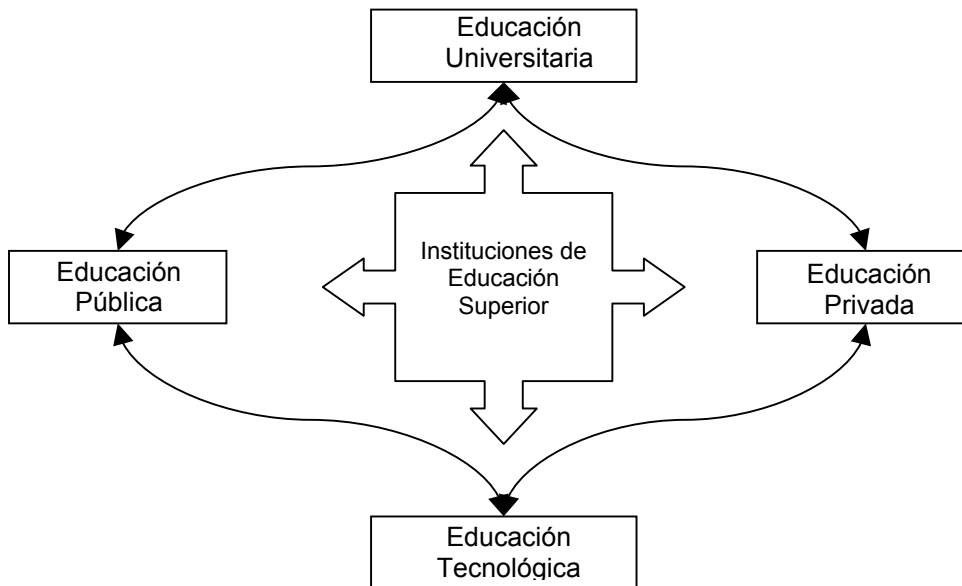 Educación
Universitaria
Educación
Pública
Instituciones de
Educación
Superior
Educación
Privada
Educación
Tecnológica